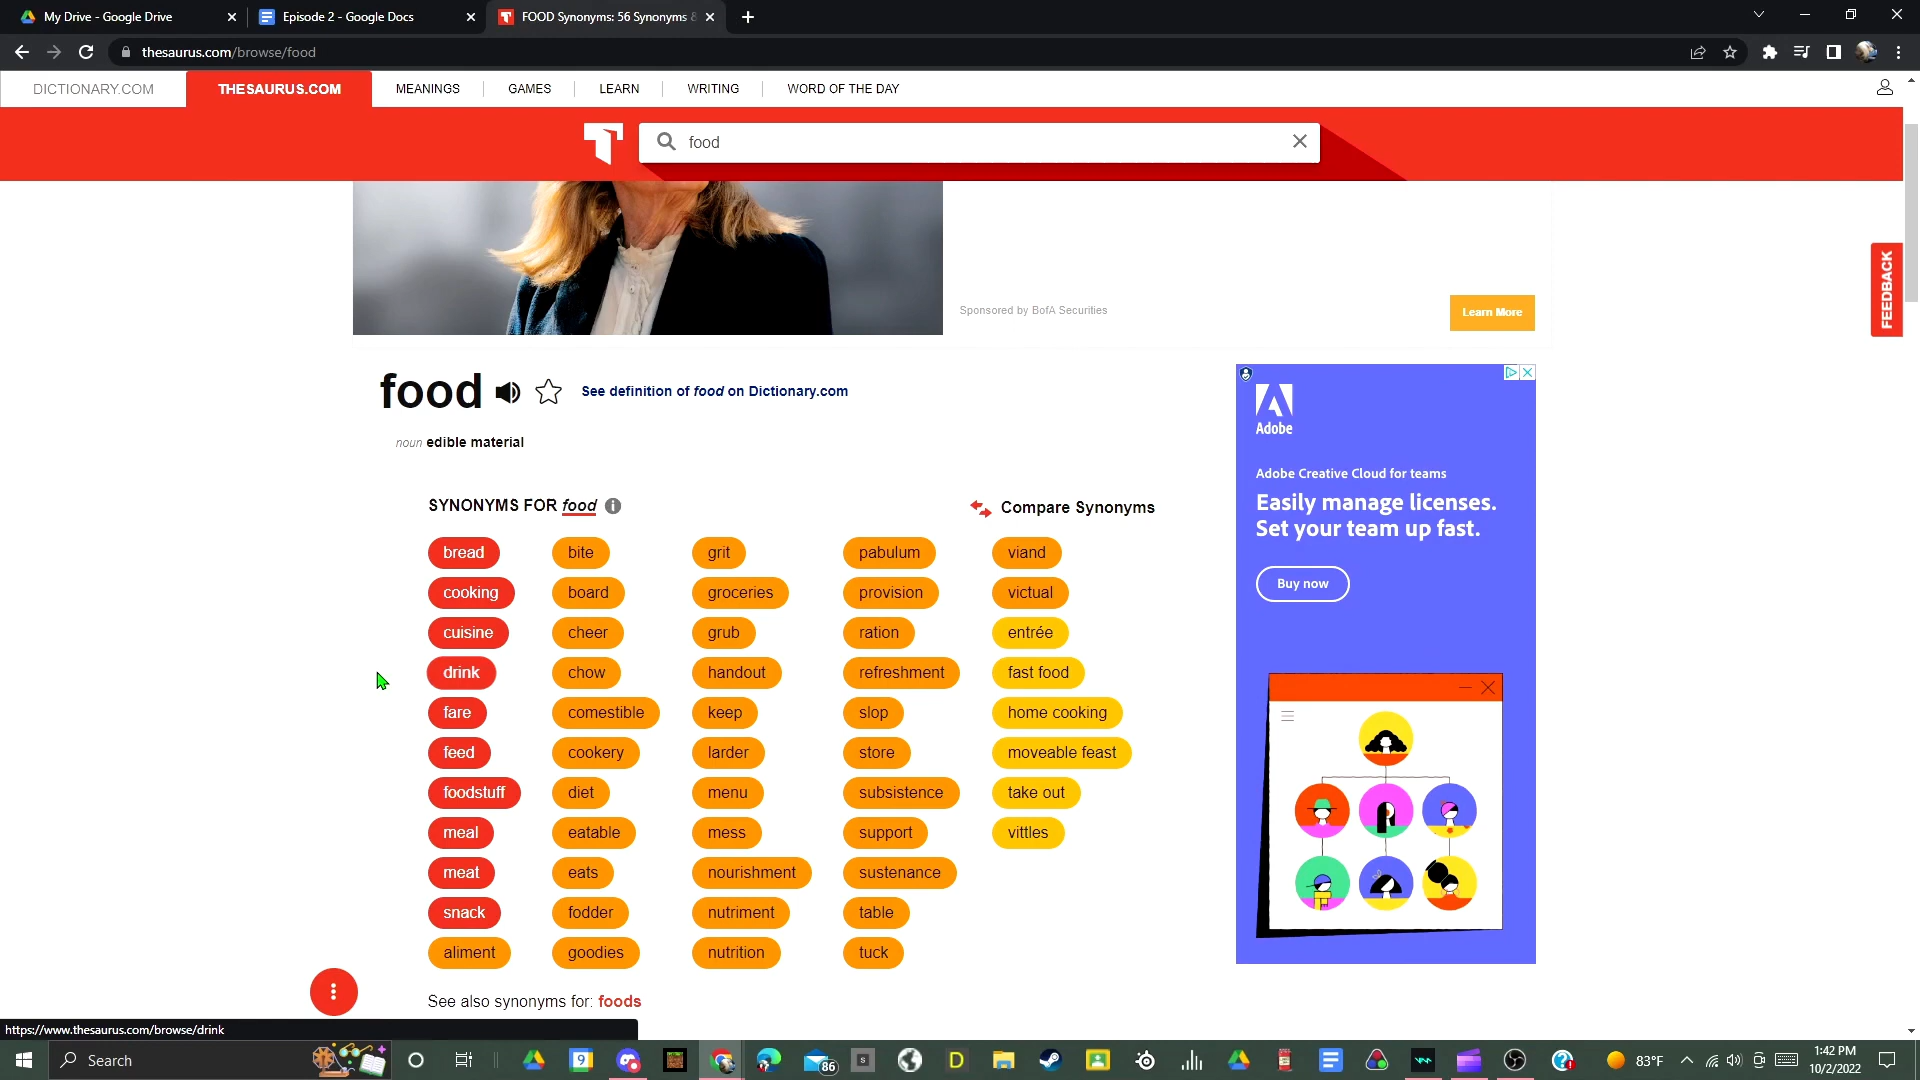 My Drive - Google Drive
Episode 2 - Google Docs
FOOD Synonyms: 56 Synonyms &
thesaurus.com/browse/food
DICTIONARY.COM
THESAURUS.COM
MEANINGS
GAMES
LEARN
WRITING
WORD OF THE DAY
food
FEEDBACK
Sponsored by BofA Securities
Learn More
food
See definition of food on Dictionary.com
noun edible material
SYNONYMS FOR food
Compare Synonyms
bread
bite
grit
pabulum
viand
cooking
board
groceries
provision
victual
cuisine
cheer
grub
ration
entrée
drink
chow
handout
refreshment
fast food
fare
comestible
keep
slop
home cooking
feed
cookery
larder
store
moveable feast
foodstuff
diet
menu
subsistence
take out
meal
eatable
mess
support
vittles
meat
eats
nourishment
sustenance
snack
fodder
nutriment
table
aliment
goodies
nutrition
tuck
See also synonyms for: foods
Adobe
Adobe Creative Cloud for teams
Easily manage licenses.
Set your team up fast.
Buy now
https://www.thesaurus.com/browse/drink
Search
9
86
S
D
83°F
1:42 PM
10/2/2022